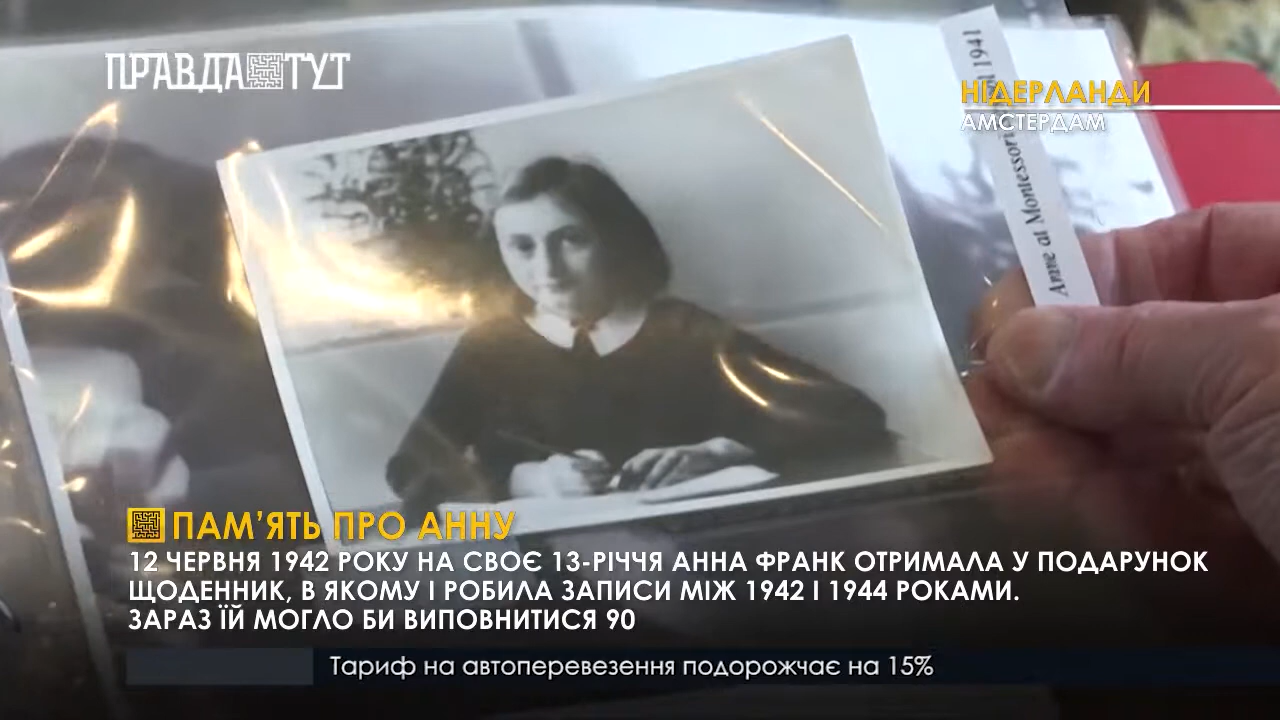 ПРАВДА ТУТ
НІДЕРЛАНДИ
АМСТЕРДАМ
Anne at Montessori 1941
ПАМ’ЯТЬ ПРО АННУ
12 ЧЕРВНЯ 1942 РОКУ НА СВОЄ 13-РІЧЧЯ АННА ФРАНК ОТРИМАЛА У ПОДАРУНОК
ЩОДЕННИК, В ЯКОМУ І РОБИЛА ЗАПИСИ МІЖ 1942 І 1944 РОКАМИ.
ЗАРАЗ ЇЙ МОГЛО БИ ВИПОВНИТИСЯ 90
Тариф на автоперевезення подорожчає на 15%